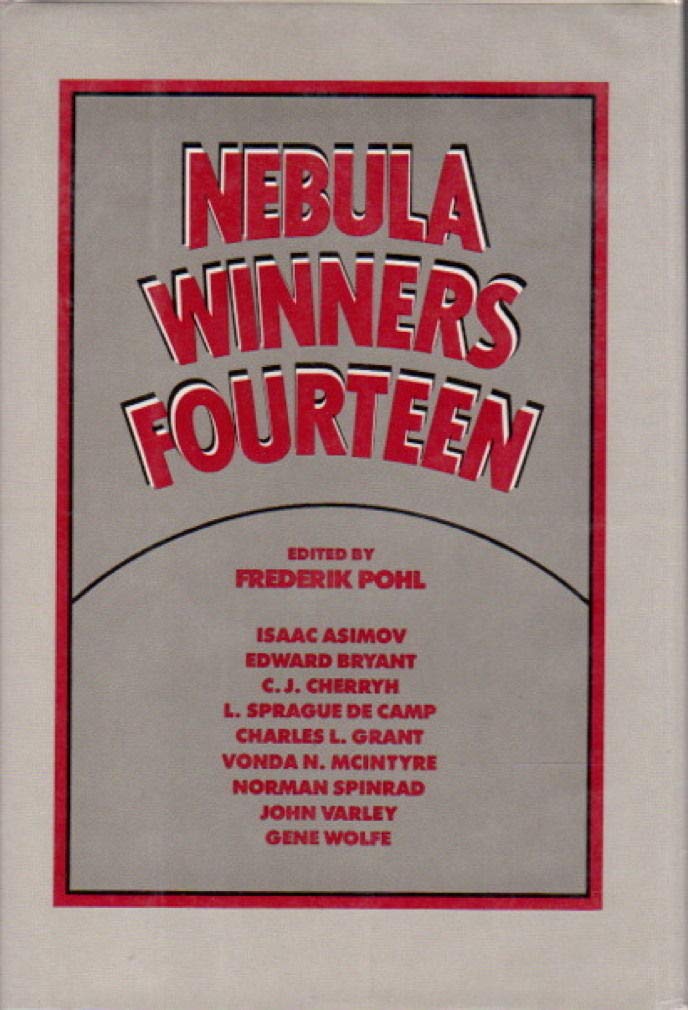 NEBULA
WINNERS
FOURTEEN
EDITED BY
FREDERIK POHL
ISAAC ASIMOV
EDWARD BRYANT
C. J. CHERRYH
L. SPRAGUE DE CAMP
CHARLES L. GRANT
VONDA N. MCINTYRE
NORMAN SPINRAD
JOHN VARLEY
GENE WOLFE